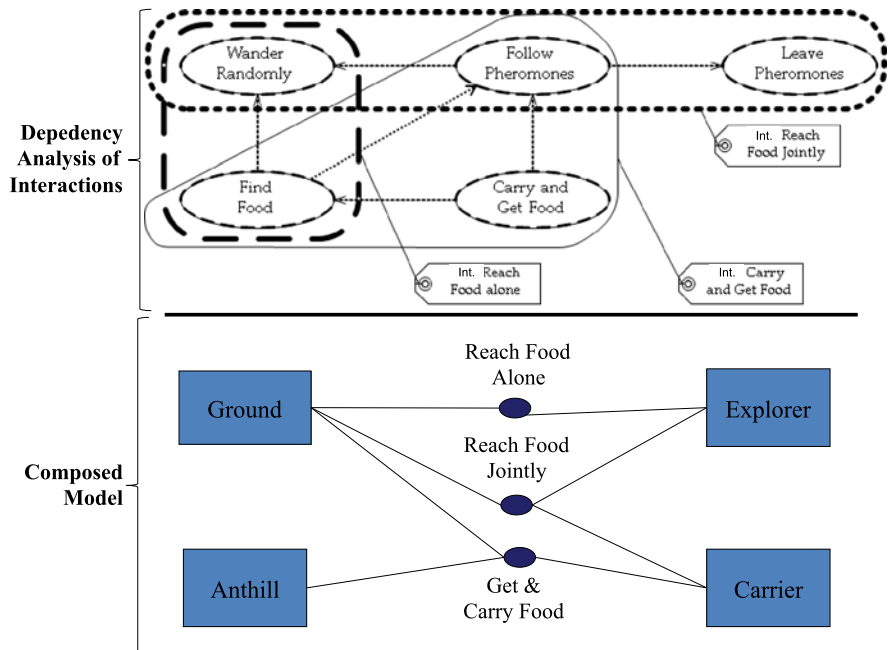 Wander
Randomly
Follow
Pheromones
Leave
Pheromones
Depedency
Analysis of
Interactions
Int. Reach
Food Jointly
Find
Food
Carry and
Get Food
Int. Reach
Food alone
Int. Carry
and Get Food
Reach Food
Alone
Ground
Explorer
Reach Food
Jointly
Composed
Model
Anthill
Get &
Carry Food
Carrier